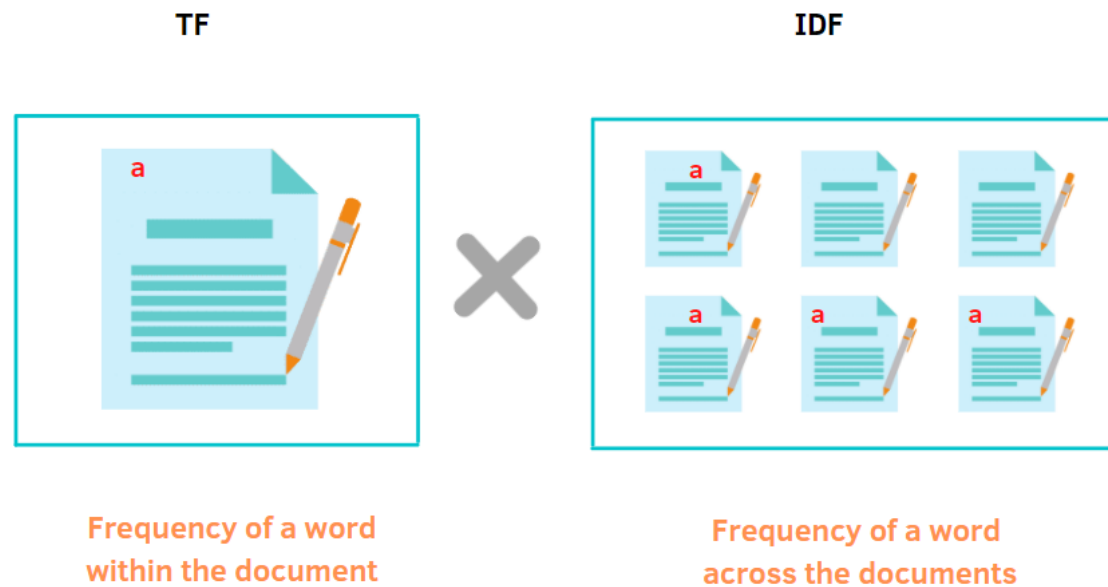 TF
IDF
a
a
a
a
a
Frequency of a word
within the document
Frequency of a word
across the documents